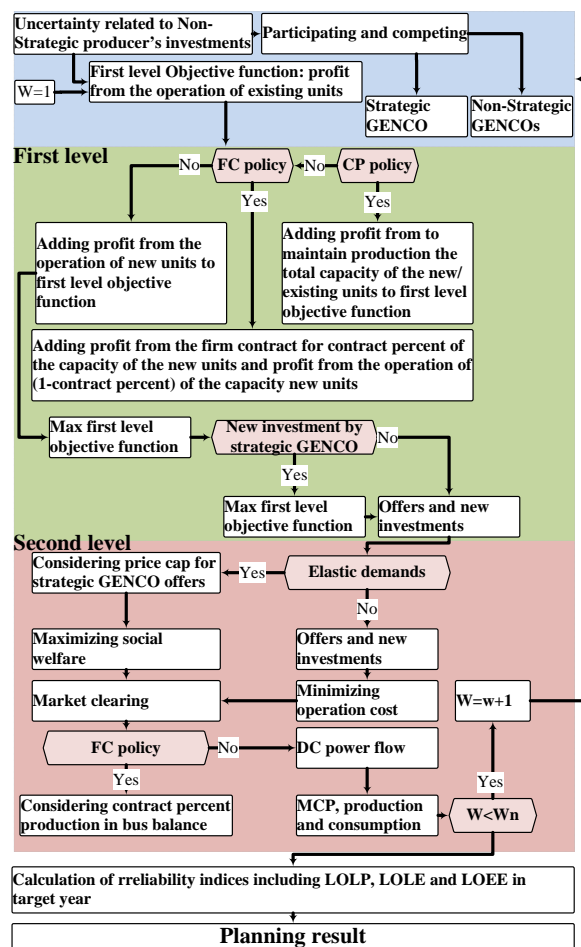 Uncertainty related to Non-
Strategic producer's investments
Participating and competing
W=1
First level Objective function: profit
from the operation of existing units
Strategic
GENCO
Non-Strategic
GENCOs
First level
No
FC policy
No
CP policy
Yes
Yes
Adding profit from the
operation of new units to
first level objective
function
Adding profit from to
maintain production the
total capacity of the new/
existing units to first level
objective function
Adding profit from the firm contract for contract percent of
the capacity of the new units and profit from the operation of
(1-contract percent) of the capacity new units
Max first level
objective function
New investment by
strategic GENCO
No
Yes
Max first level
objective function
Offers and new
investments
Second level
Considering price cap for
strategic GENCO offers
Yes
Elastic demands
No
Maximizing social
welfare
Offers and new
investments
Market clearing
Minimizing
operation cost
W=w+1
FC policy
No
DC power flow
Yes
Yes
Considering contract percent
production in bus balance
MCP, production
and consumption
W<Wn
Calculation of rreliability indices including LOLP, LOLE and LOEE in
target year
Planning result